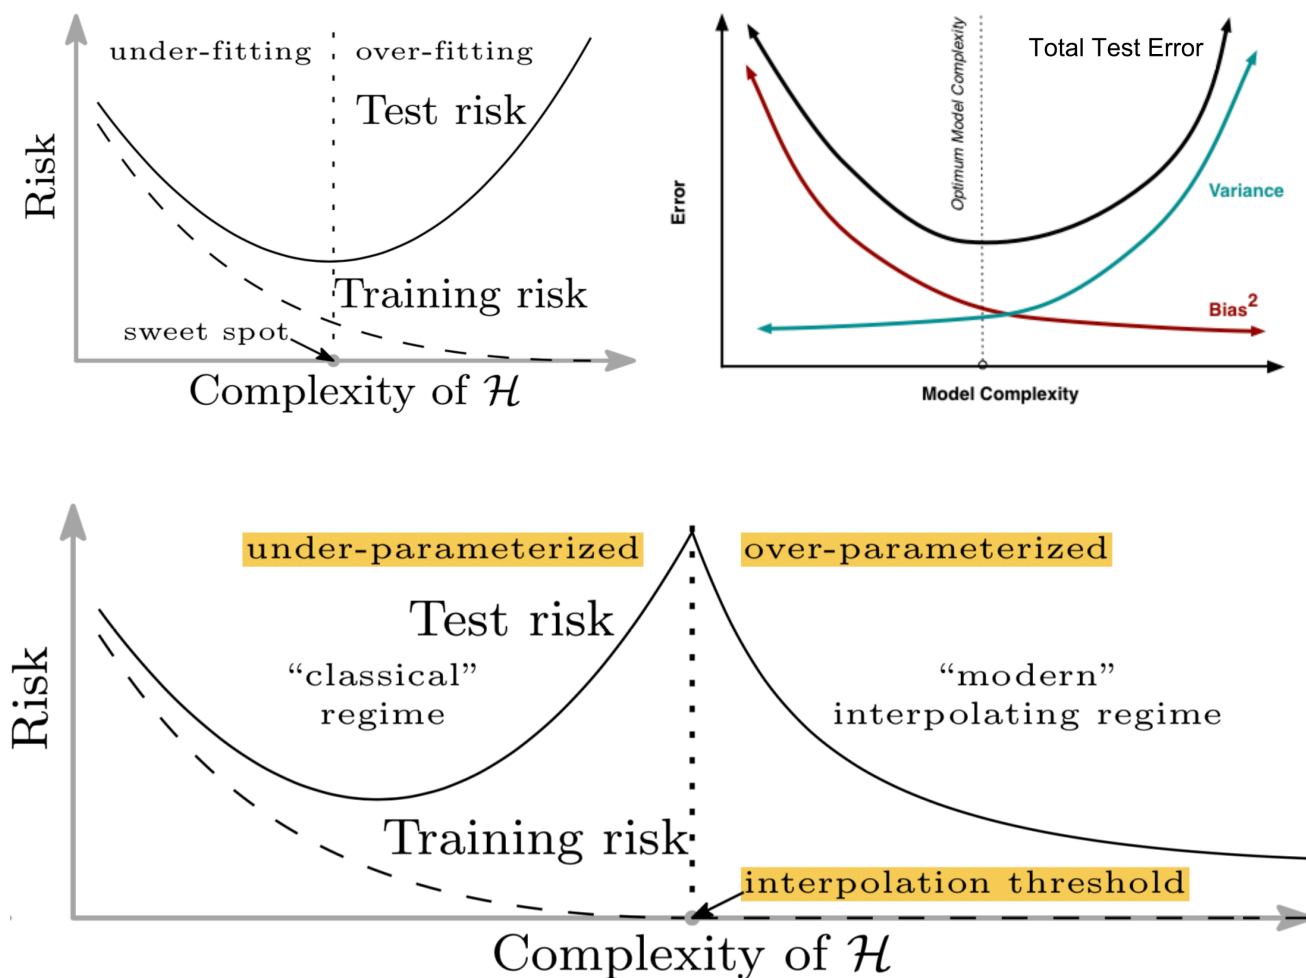 under-fitting
over-fitting
Test risk
Risk
Training risk
sweet spot
Complexity of ℋ
Total Test Error
Optimum Model Complexity
Variance
Error
Bias²
Model Complexity
under-parameterized
over-parameterized
Test risk
“classical”
regime
“modern”
interpolating regime
Risk
Training risk
interpolation threshold
Complexity of ℋ